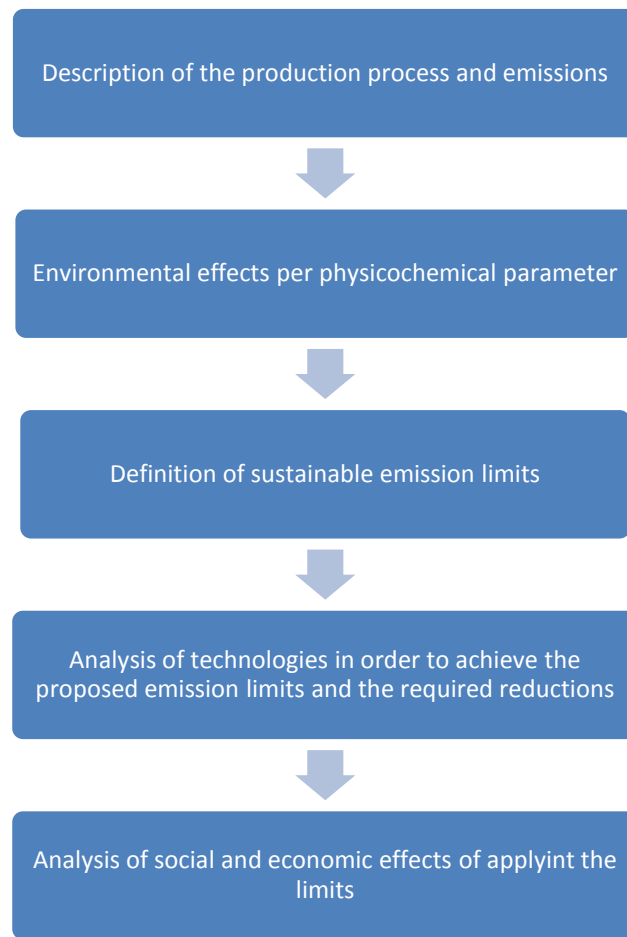 Description of the production process and emissions
Environmental effects per physicochemical parameter
Definition of sustainable emission limits
Analysis of technologies in order to achieve the
proposed emission limits and the required reductions
Analysis of social and economic effects of applyint the
limits